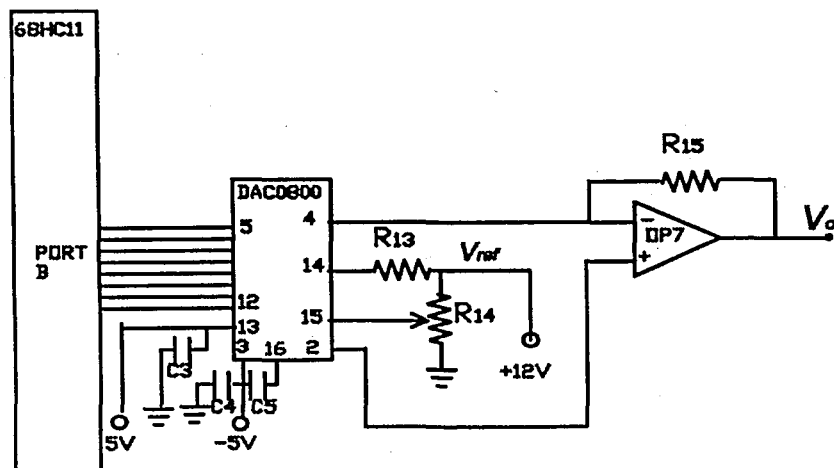 68HC11
R15
DAC0800
5
4
−
OP7
+
Vo
R13
Vref
PORT
B
14
12
15
R14
13
3
16
2
+12V
C3
C4
C5
5V
-5V